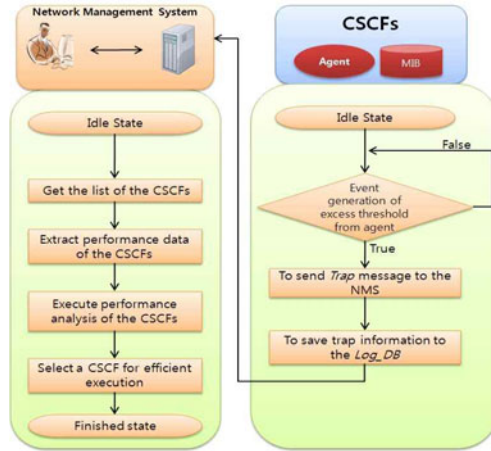 Network Management System
Idle State
Get the list of the CSCFs
Extract performance data
of the CSCFs
Execute performance
analysis of the CSCFs
Select a CSCF for efficient
execution
Finished state
CSCFs
Agent
MIB
Idle State
False
Event
generation of
excess threshold
from agent
True
To send Trap message to the
NMS
To save trap information to
the Log_DB